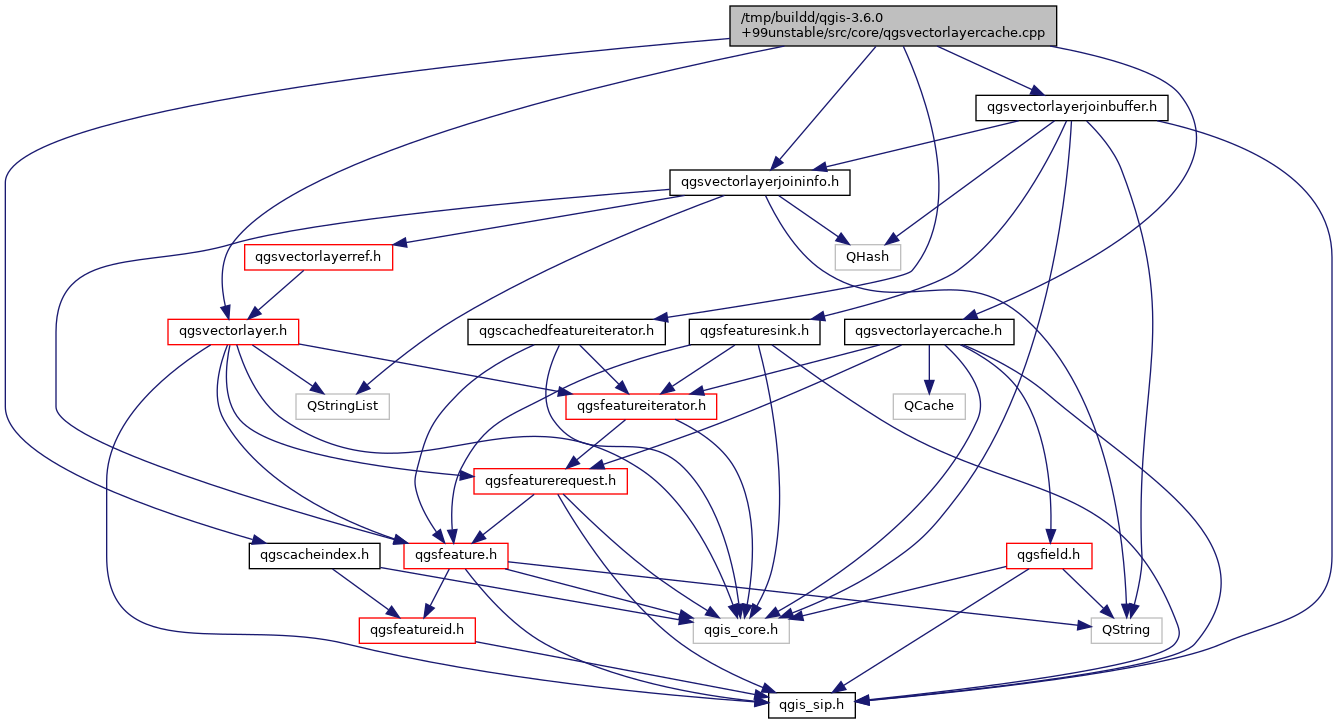 /tmp/buildd/qgis-3.6.0
+99unstable/src/core/qgsvectorlayercache.cpp
qgsvectorlayerjoinbuffer.h
qgsvectorlayerjoininfo.h
qgsvectorlayerref.h
QHash
qgsvectorlayer.h
qgscachedfeatureiterator.h
qgsfeaturesink.h
qgsvectorlayercache.h
QStringList
qgsfeatureiterator.h
QCache
qgsfeaturerequest.h
qgscacheindex.h
qgsfeature.h
qgsfield.h
qgsfeatureid.h
qgis_core.h
QString
qgis_sip.h